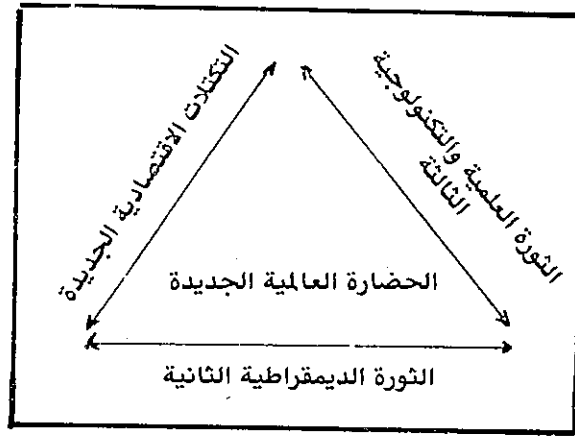 التكتلات الاقتصادية الجديدة
الثورة العلمية والتكنولوجية
الثالثة
الحضارة العالمية الجديدة
الثورة الديمقراطية الثانية